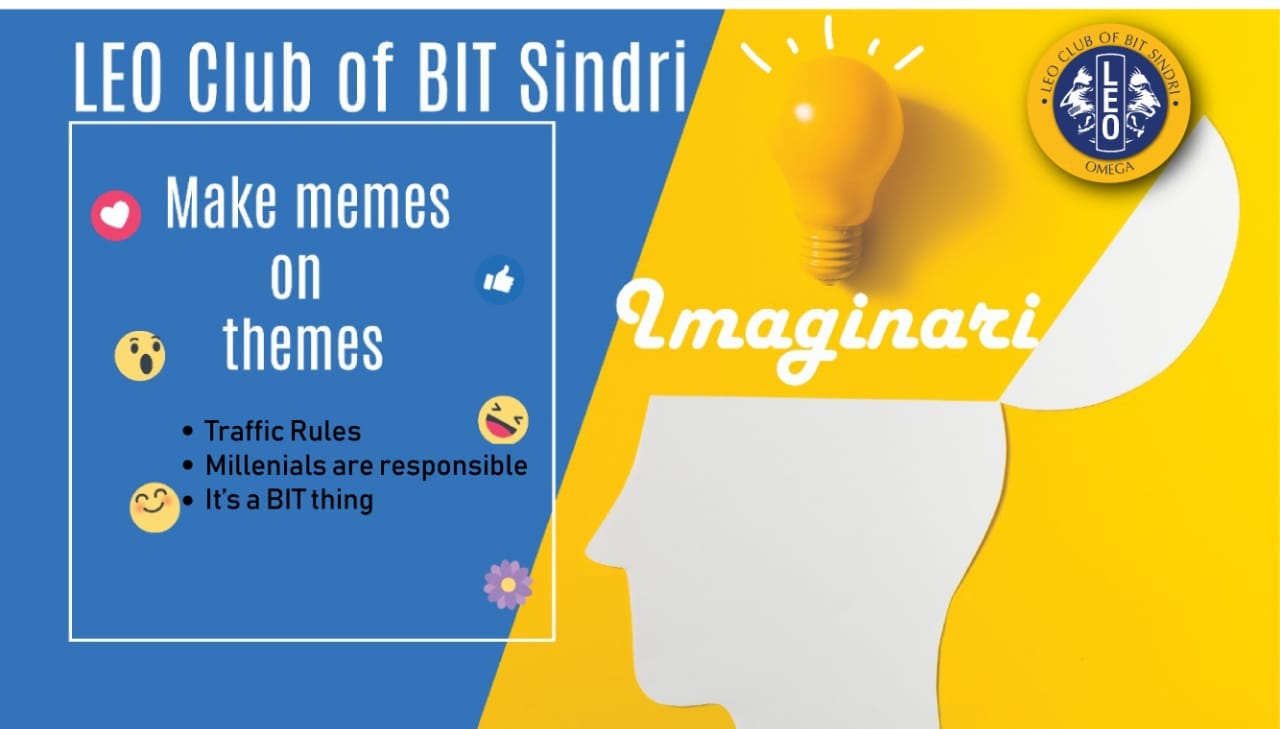 LEO Club of BIT Sindri
Make memes
on
themes
• Traffic Rules
• Millenials are responsible
• It's a BIT thing
Imaginari
LEO CLUB OF BIT SINDRI
LEO
OMEGA